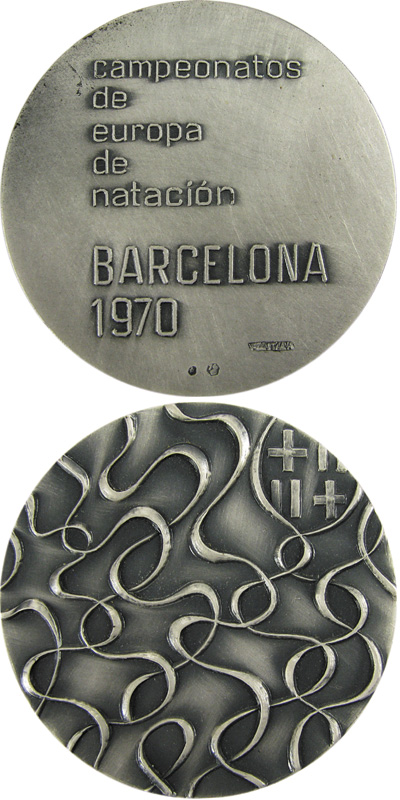 campeonatos
de
europa
de
natación
BARCELONA
1970